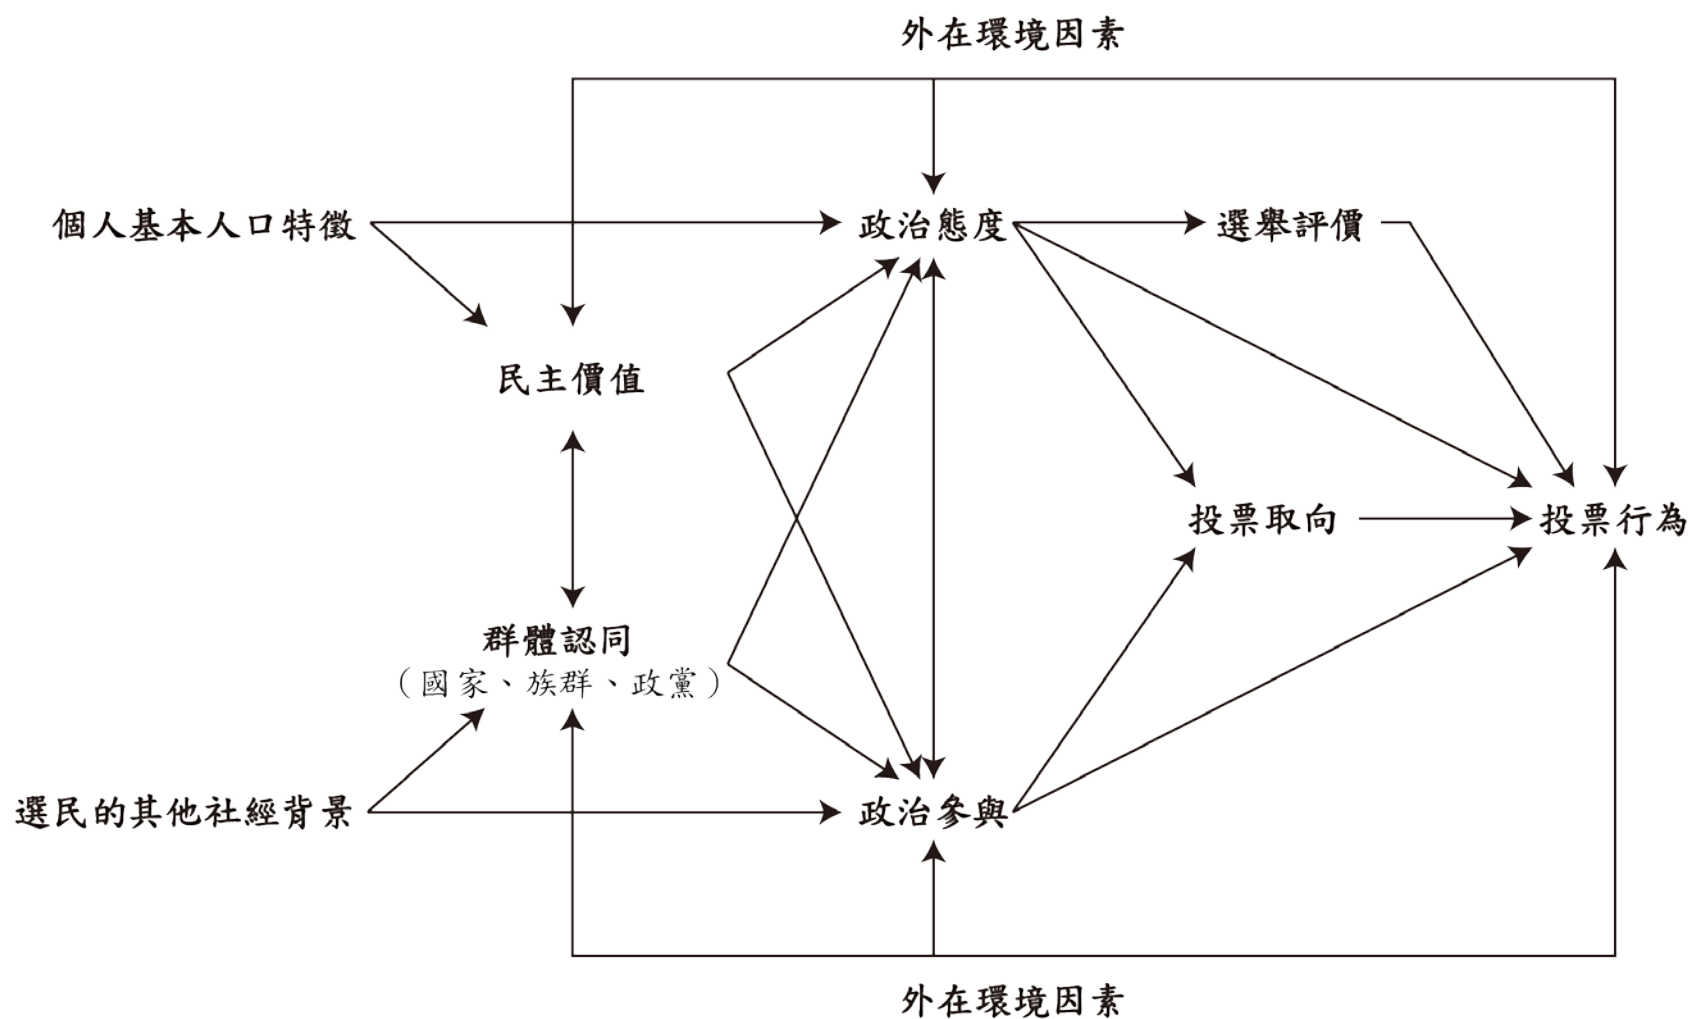 外在環境因素
個人基本人口特徵
政治態度
選舉評價
民主價值
投票取向
投票行為
群體認同
（國家、族群、政黨）
選民的其他社經背景
政治參與
外在環境因素